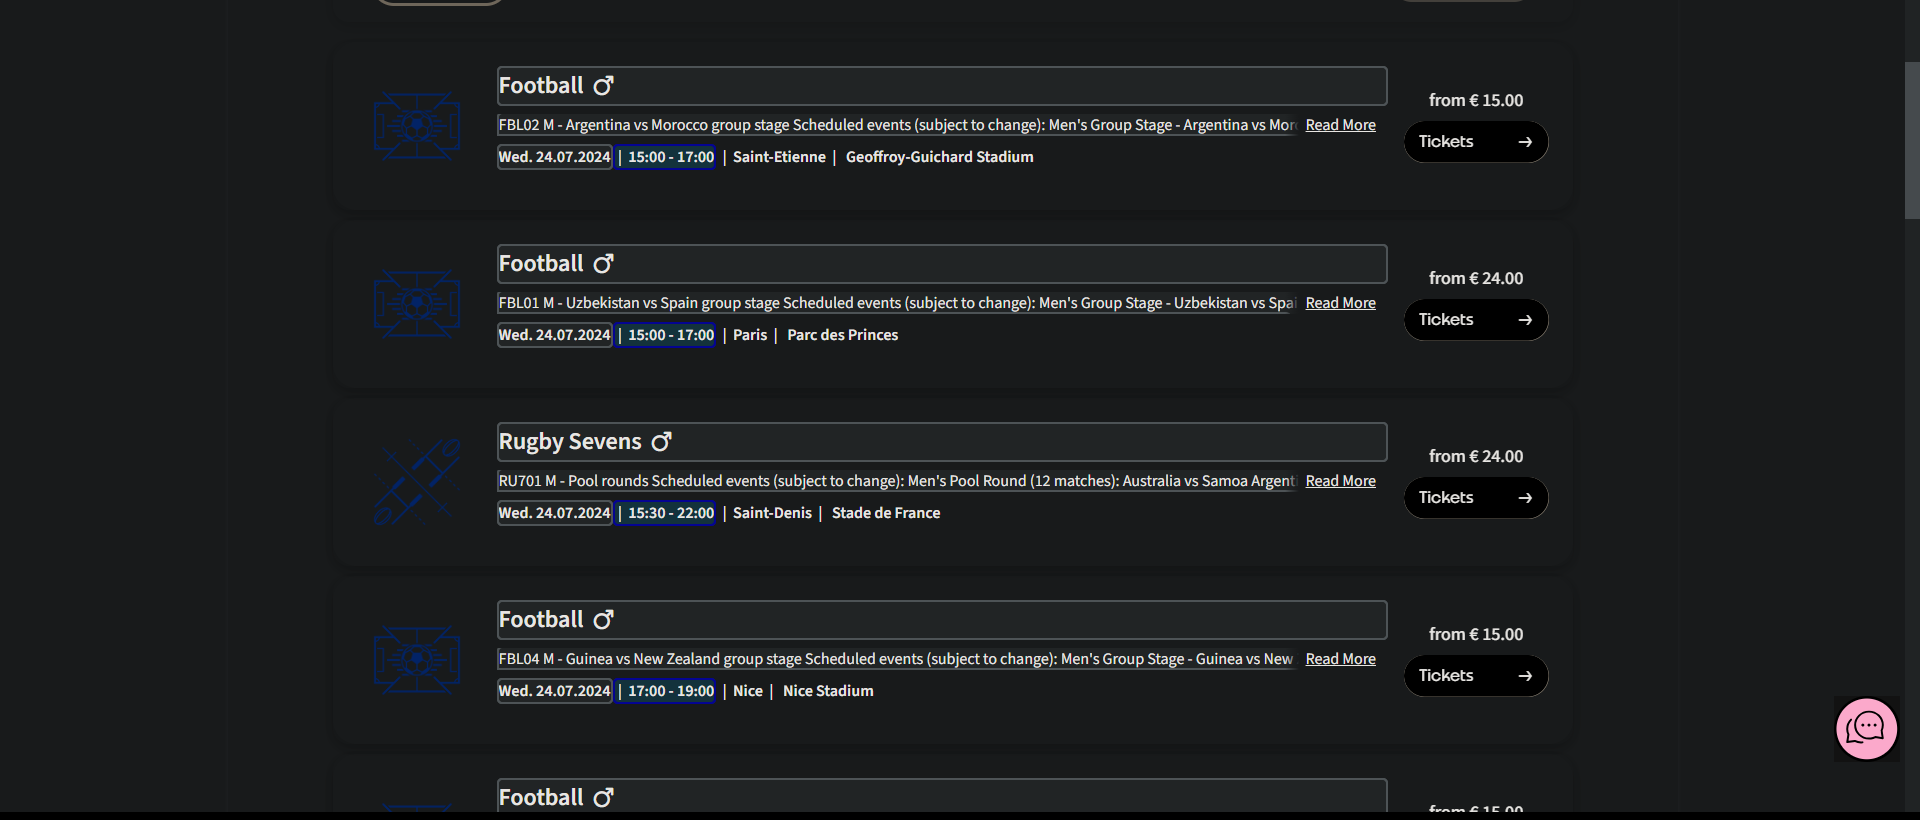 Football ♂
from € 15.00
FBL02 M - Argentina vs Morocco group stage Scheduled events (subject to change): Men's Group Stage - Argentina vs Read More
Tickets →
Wed. 24.07.2024 | 15:00 - 17:00 | Saint-Etienne | Geoffroy-Guichard Stadium
Football ♂
from € 24.00
FBL01 M - Uzbekistan vs Spain group stage Scheduled events (subject to change): Men's Group Stage - Uzbekistan vs Read More
Tickets →
Wed. 24.07.2024 | 15:00 - 17:00 | Paris | Parc des Princes
Rugby Sevens ♂
from € 24.00
RU701 M - Pool rounds Scheduled events (subject to change): Men's Pool Round (12 matches): Australia vs Samoa Argent Read More
Tickets →
Wed. 24.07.2024 | 15:30 - 22:00 | Saint-Denis | Stade de France
Football ♂
from € 15.00
FBL04 M - Guinea vs New Zealand group stage Scheduled events (subject to change): Men's Group Stage - Guinea vs New Read More
Tickets →
Wed. 24.07.2024 | 17:00 - 19:00 | Nice | Nice Stadium
Football ♂
from € 15.00